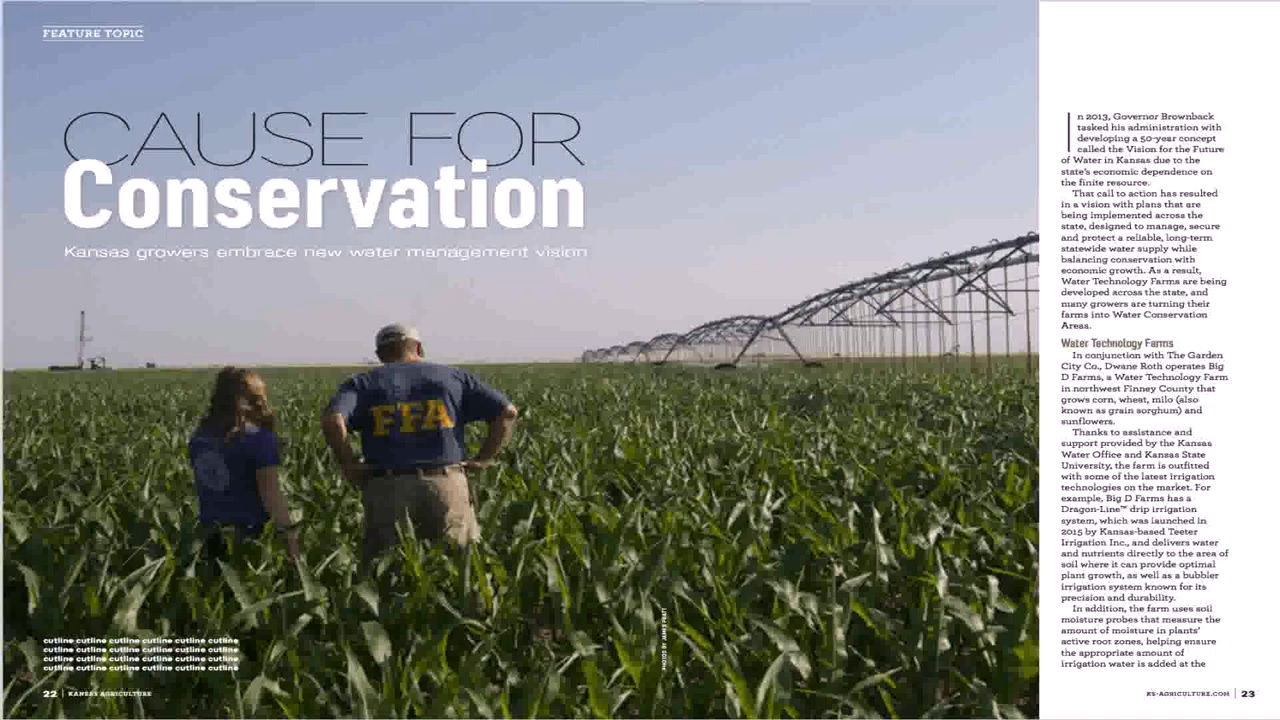 FEATURE TOPIC
CAUSE FOR
Conservation
Kansas growers embrace new water management vision
FFA
cutline cutline cutline cutline cutline cutline
cutline cutline cutline cutline cutline cutline
cutline cutline cutline cutline cutline cutline
cutline cutline cutline cutline cutline cutline
PHOTOS BY JAMES PRATT
22 | KANSAS AGRICULTURE
In 2013, Governor Brownback
tasked his administration with
developing a 50-year concept
called the Vision for the Future
of Water in Kansas due to the
state's economic dependence on
the finite resource.
That call to action has resulted
in a vision with plans that are
being implemented across the
state, designed to manage, secure
and protect a reliable, long-term
statewide water supply while
balancing conservation with
economic growth. As a result,
Water Technology Farms are being
developed across the state, and
many growers are turning their
farms into Water Conservation
Areas.
Water Technology Farms
In conjunction with The Garden
City Co., Dwane Roth operates Big
D Farms, a Water Technology Farm
in northwest Finney County that
grows corn, wheat, milo (also
known as grain sorghum) and
sunflowers.
Thanks to assistance and
support provided by the Kansas
Water Office and Kansas State
University, the farm is outfitted
with some of the latest irrigation
technologies on the market. For
example, Big D Farms has a
Dragon-Line™ drip irrigation
system, which was launched in
2015 by Kansas-based Teeter
Irrigation Inc., and delivers water
and nutrients directly to the area of
soil where it can provide optimal
plant growth, as well as a bubbler
irrigation system known for its
precision and durability.
In addition, the farm uses soil
moisture probes that measure the
amount of moisture in plants'
active root zones, helping ensure
the appropriate amount of
irrigation water is added at the
KS-AGRICULTURE.COM | 23